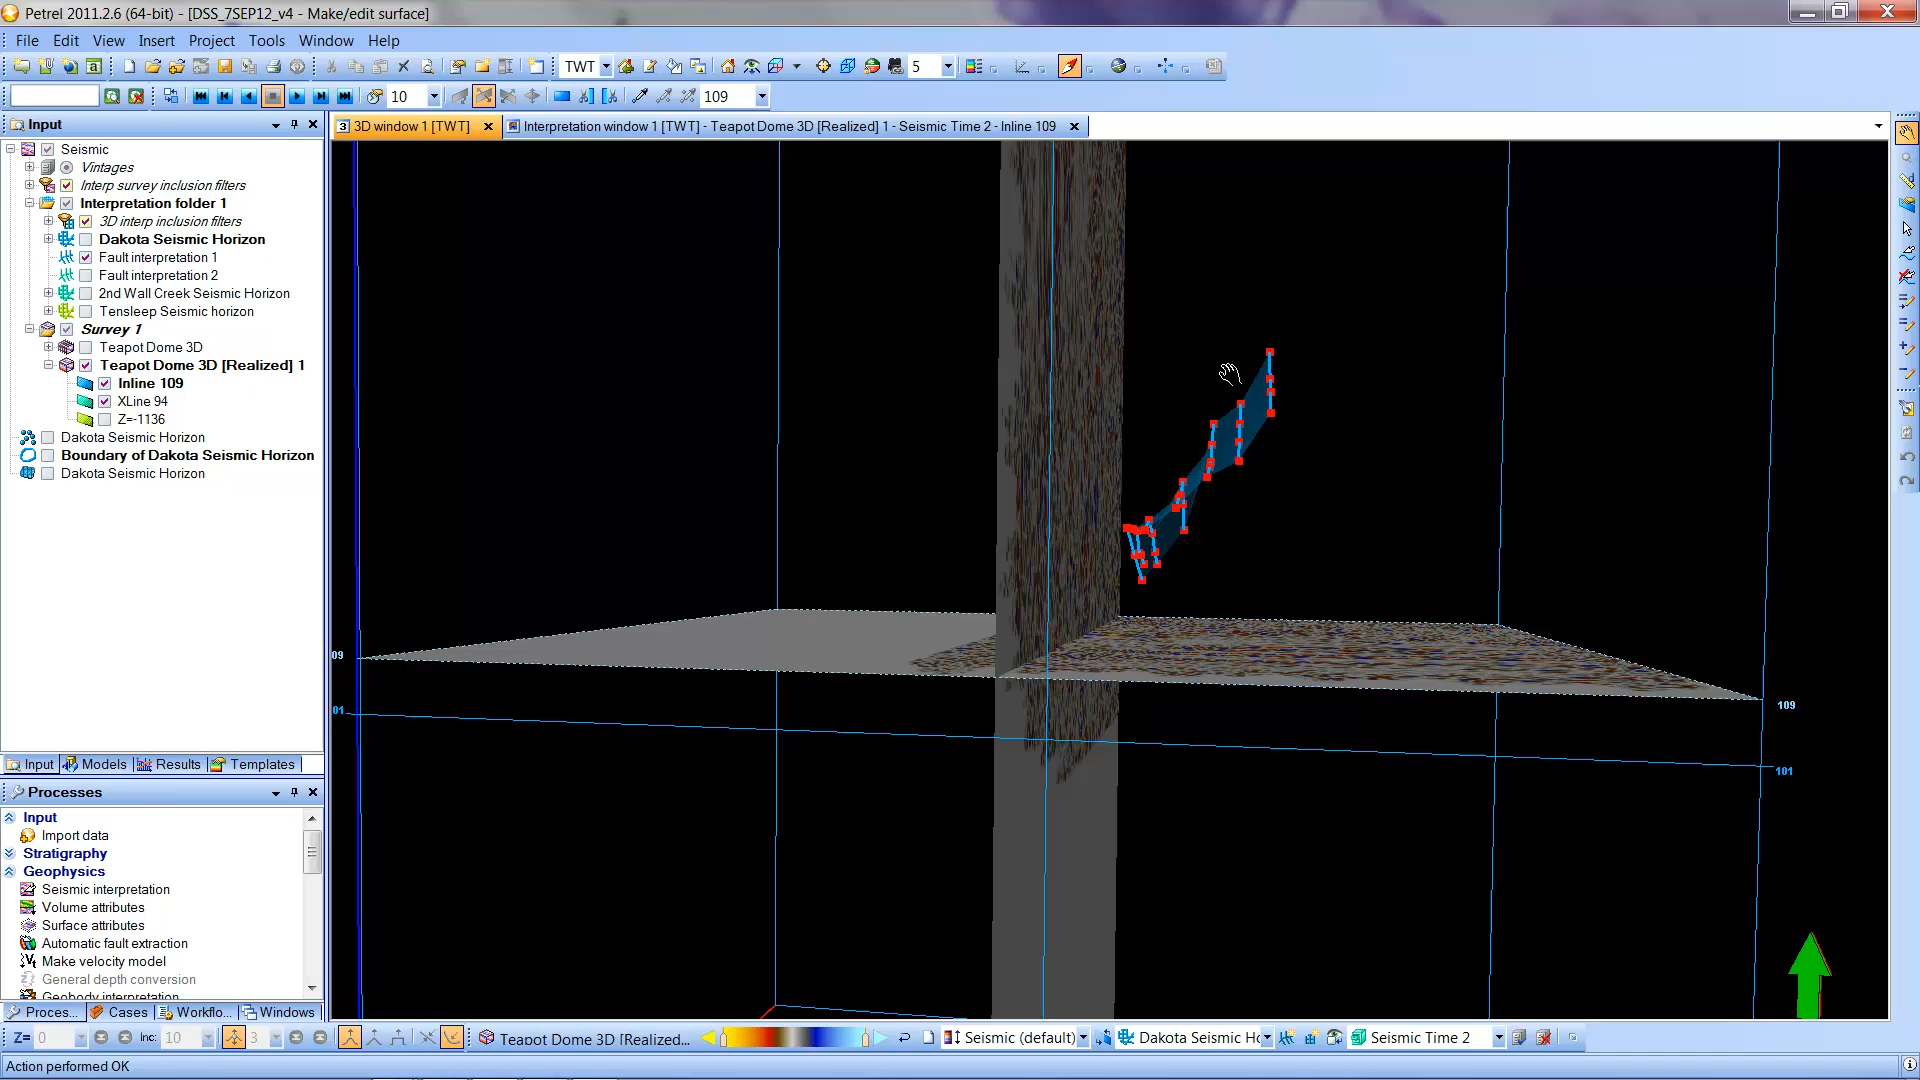 Petrel 2011.2.6 (64-bit) - [DSS_7SEP12_v4 - Make/edit surface]
File Edit View Insert Project Tools Window Help
TWT 5
10 109
Input
3D window 1 [TWT]
Interpretation window 1 [TWT] - Teapot Dome 3D [Realized] 1 - Seismic Time 2 - Inline 109
Seismic
Vintages
Interp survey inclusion filters
Interpretation folder 1
3D interp inclusion filters
Dakota Seismic Horizon
Fault interpretation 1
Fault interpretation 2
2nd Wall Creek Seismic Horizon
Tensleep Seismic horizon
Survey 1
Teapot Dome 3D
Teapot Dome 3D [Realized] 1
Inline 109
XLine 94
Z=-1136
Dakota Seismic Horizon
Boundary of Dakota Seismic Horizon
Dakota Seismic Horizon
09
109
01
101
Input Models Results Templates
Processes
Input
Import data
Stratigraphy
Geophysics
Seismic interpretation
Volume attributes
Surface attributes
Automatic fault extraction
Make velocity model
General depth conversion
Geobody interpretation
Proces... Cases Workflo... Windows
Z= 0 Inc: 10 3 Teapot Dome 3D [Realized... Seismic (default) Dakota Seismic Hc Seismic Time 2
Action performed OK